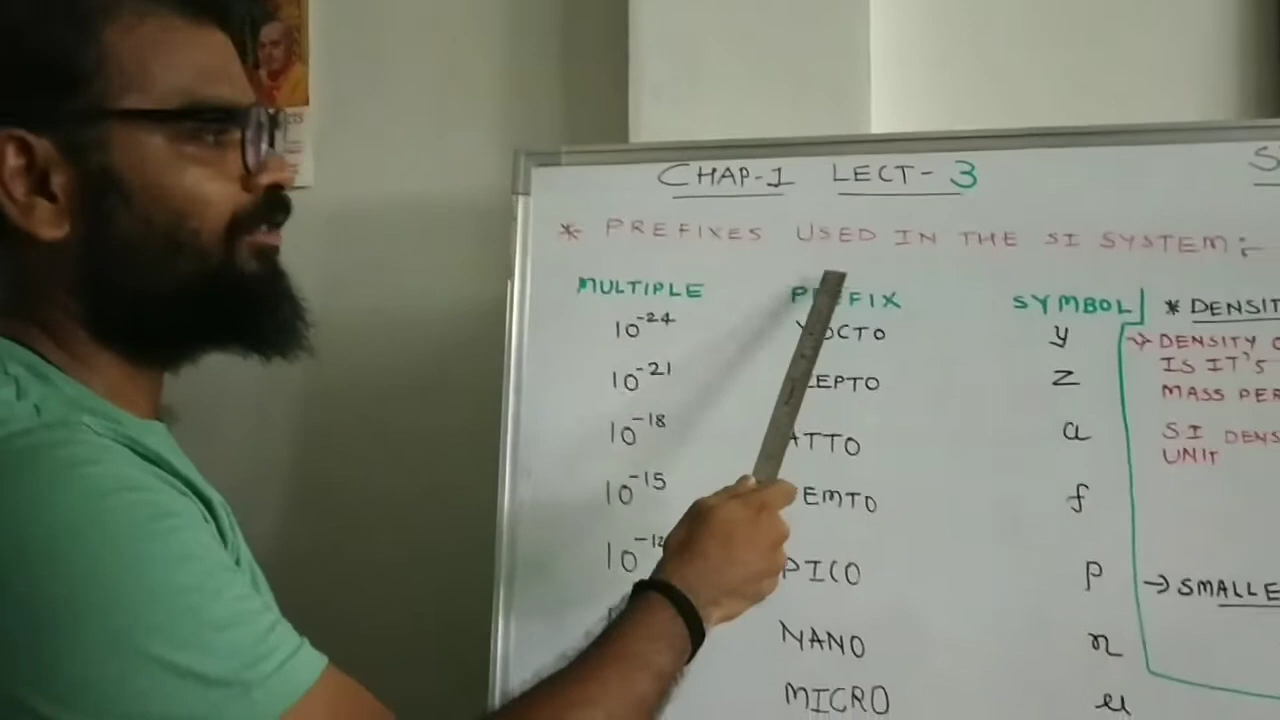 CHAP-1 LECT-3
* PREFIXES USED IN THE SI SYSTEM:-
MULTIPLE PREFIX SYMBOL
10^-24 YOCTO y
10^-21 ZEPTO z
10^-18 ATTO a
10^-15 FEMTO f
10^-12 PICO p
NANO n
MICRO μ
* DENSIT
→ DENSITY O
IS IT'S
MASS PER
SI DENS
UNIT
→ SMALLE